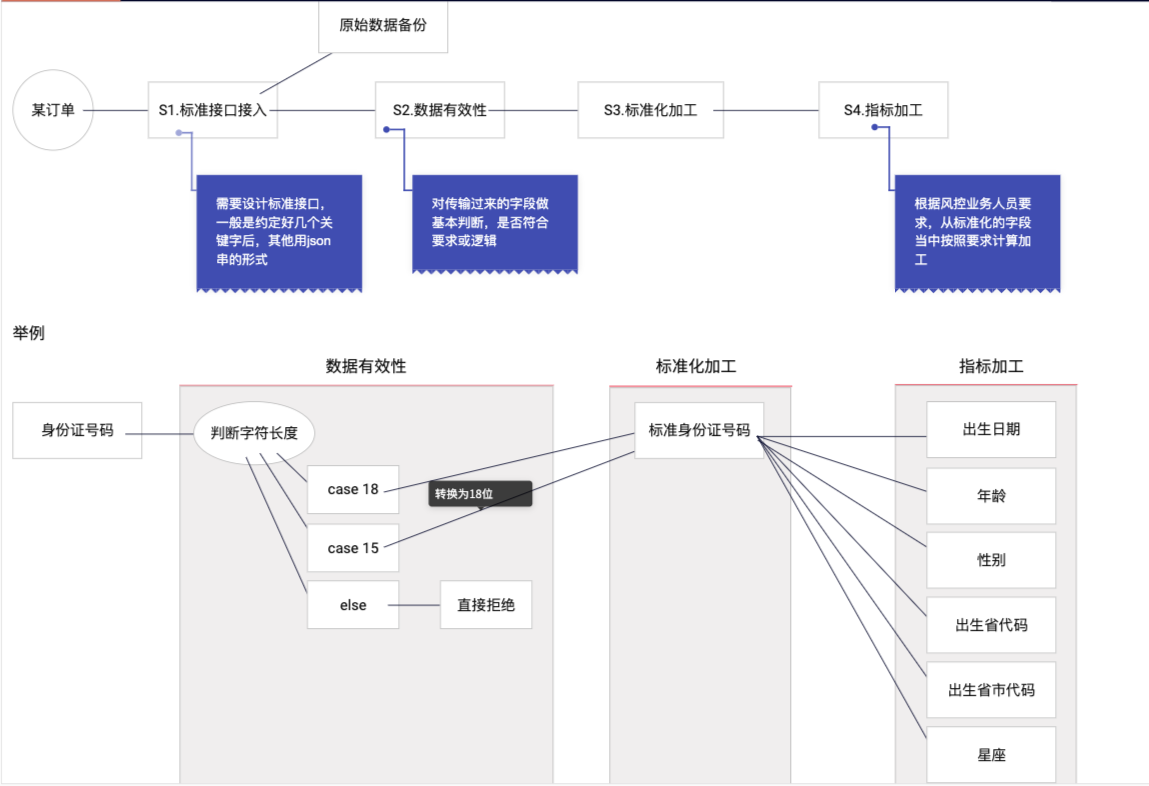 原始数据备份
某订单
S1.标准接口接入
S2.数据有效性
S3.标准化加工
S4.指标加工
需要设计标准接口，
一般是约定好几个关
键字后，其他用json
串的形式
对传输过来的字段做
基本判断，是否符合
要求或逻辑
根据风控业务人员要
求，从标准化的字段
当中按照要求计算加
工
举例
数据有效性
标准化加工
指标加工
身份证号码
判断字符长度
case 18
转换为18位
case 15
else
直接拒绝
标准身份证号码
出生日期
年龄
性别
出生省代码
出生省市代码
星座